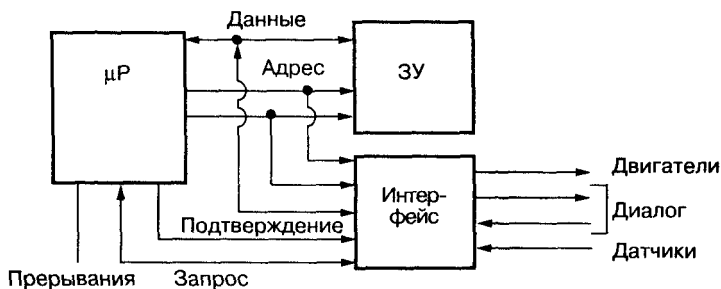 Данные
μP
Адрес
ЗУ
Интер-
фейс
Двигатели
Диалог
Датчики
Подтверждение
Прерывания
Запрос